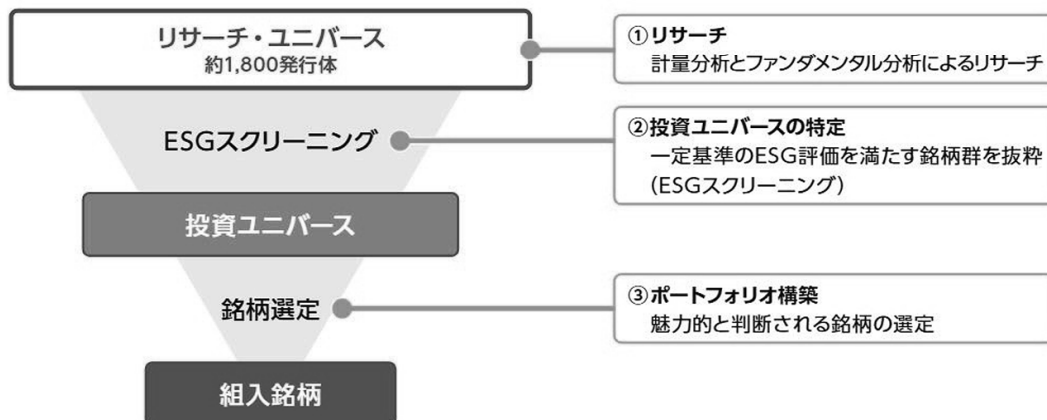 リサーチ・ユニバース
約1,800発行体
①リサーチ
計量分析とファンダメンタル分析によるリサーチ
ESGスクリーニング
②投資ユニバースの特定
一定基準のESG評価を満たす銘柄群を抜粋
(ESGスクリーニング)
投資ユニバース
銘柄選定
③ポートフォリオ構築
魅力的と判断される銘柄の選定
組入銘柄